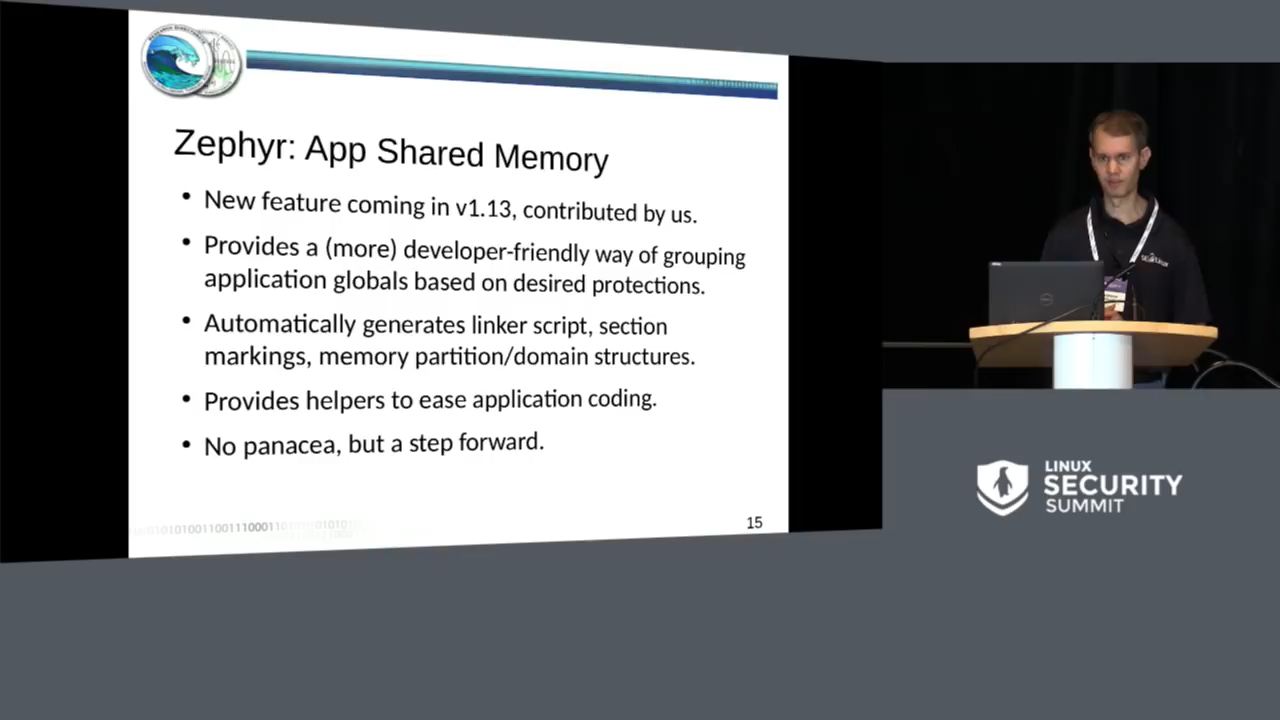 Zephyr: App Shared Memory
• New feature coming in v1.13, contributed by us.
• Provides a (more) developer-friendly way of grouping
application globals based on desired protections.
• Automatically generates linker script, section
markings, memory partition/domain structures.
• Provides helpers to ease application coding.
• No panacea, but a step forward.
15
LINUX
SECURITY
SUMMIT